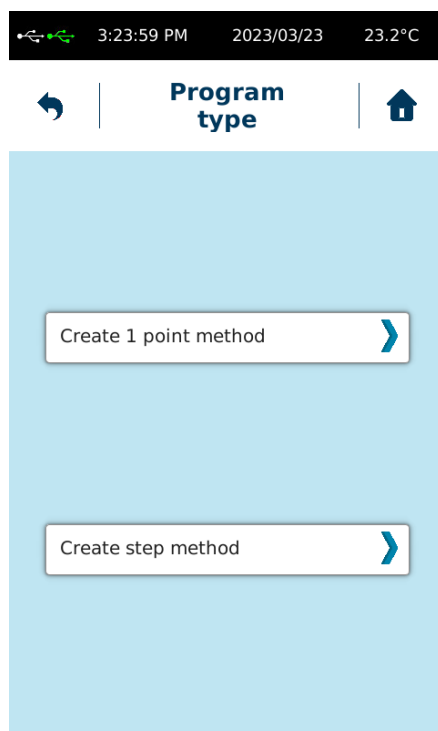 3:23:59 PM 2023/03/23 23.2°C
Program
type
Create 1 point method
Create step method